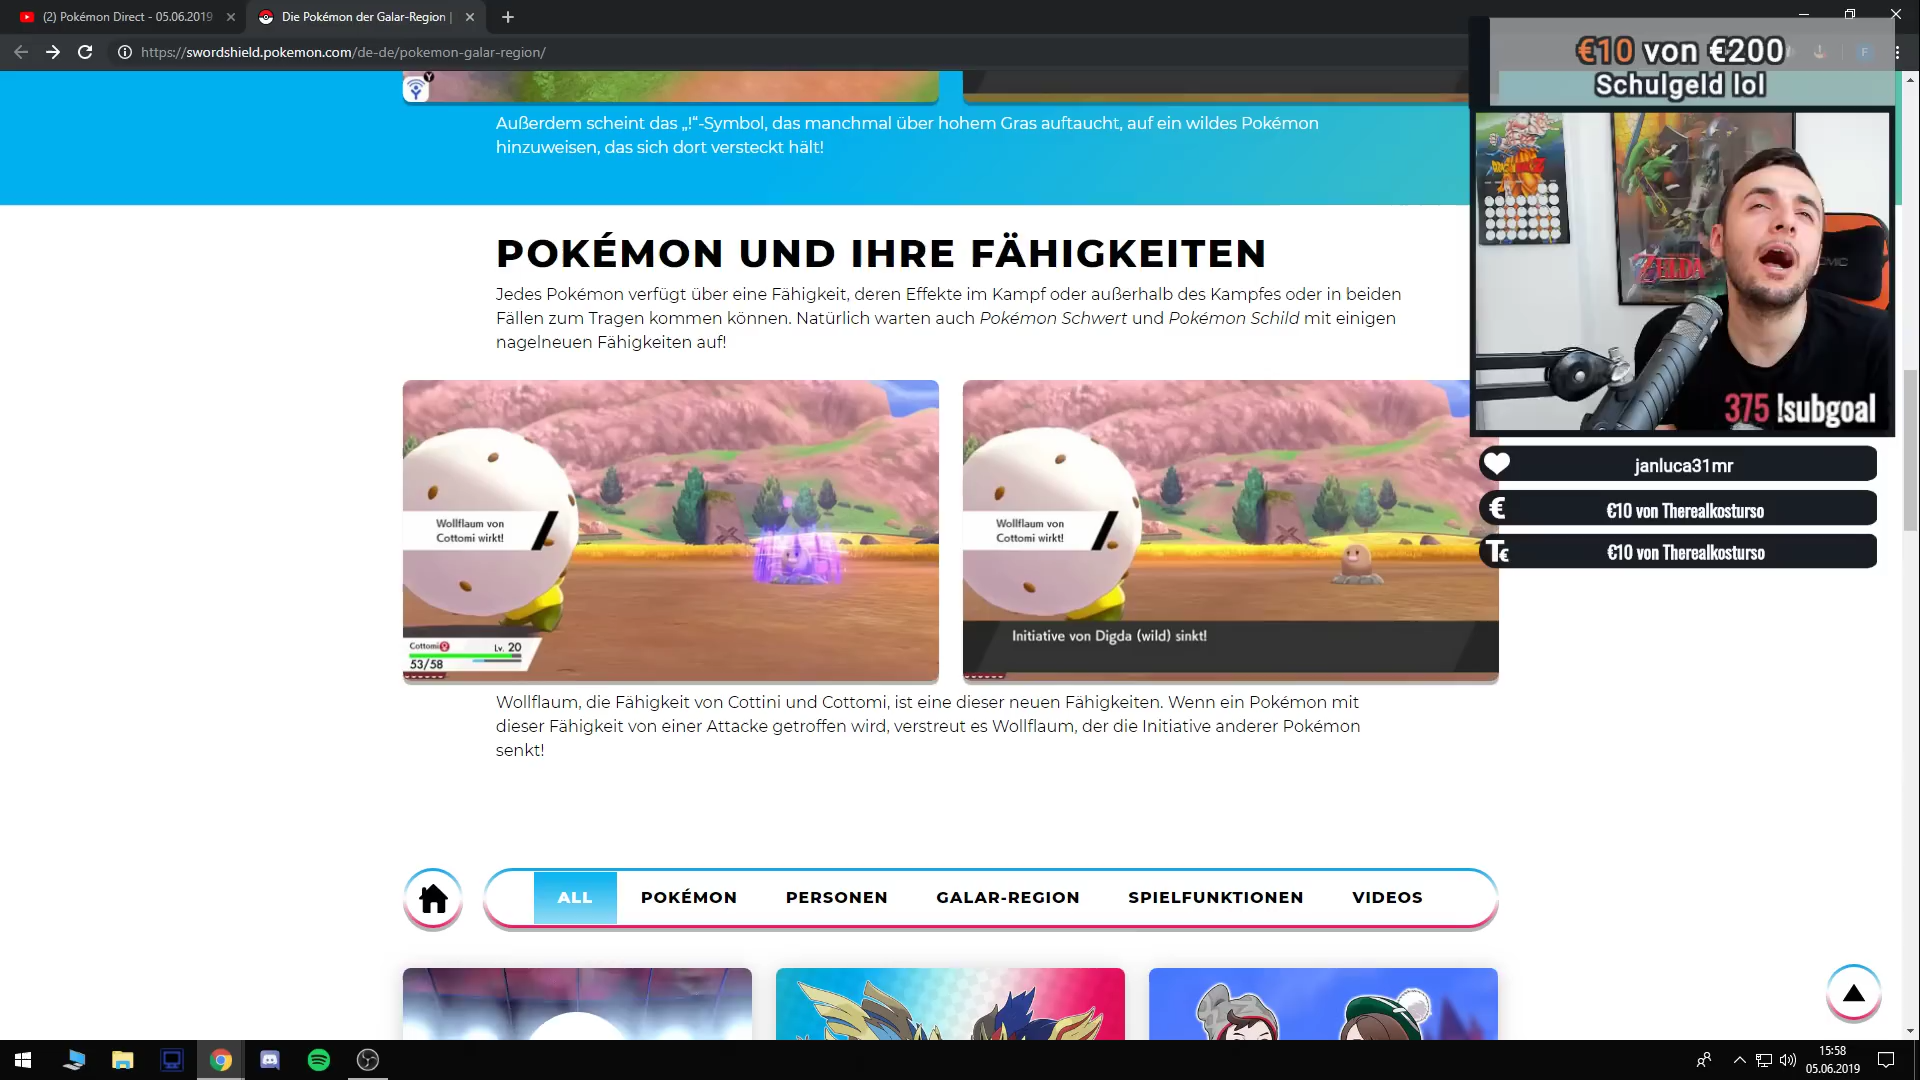 (2) Pokémon Direct - 05.06.2019
Die Pokémon der Galar-Region |
https://swordshield.pokemon.com/de-de/pokemon-galar-region/
€10 von €200
Schulgeld lol
Y
Außerdem scheint das „!“-Symbol, das manchmal über hohem Gras auftaucht, auf ein wildes Pokémon
hinzuweisen, das sich dort versteckt hält!
POKÉMON UND IHRE FÄHIGKEITEN
Jedes Pokémon verfügt über eine Fähigkeit, deren Effekte im Kampf oder außerhalb des Kampfes oder in beiden
Fällen zum Tragen kommen können. Natürlich warten auch Pokémon Schwert und Pokémon Schild mit einigen
nagelneuen Fähigkeiten auf!
ZELDA
375 !subgoal
janluca31mr
€ €10 von Therealkosturso
T€ €10 von Therealkosturso
Wollflaum von
Cottomi wirkt!
Cottomi Lv. 20
53/58
Wollflaum von
Cottomi wirkt!
Initiative von Digda (wild) sinkt!
Wollflaum, die Fähigkeit von Cottini und Cottomi, ist eine dieser neuen Fähigkeiten. Wenn ein Pokémon mit
dieser Fähigkeit von einer Attacke getroffen wird, verstreut es Wollflaum, der die Initiative anderer Pokémon
senkt!
ALL POKÉMON PERSONEN GALAR-REGION SPIELFUNKTIONEN VIDEOS
15:58
05.06.2019